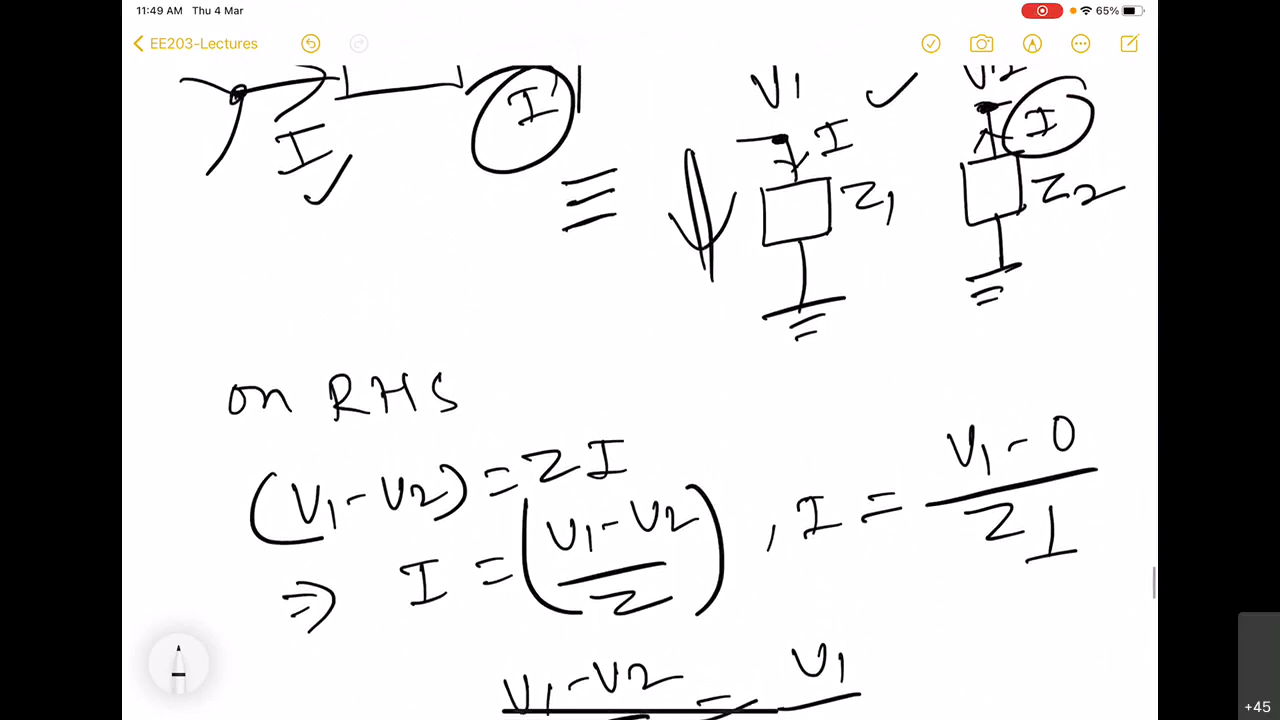 11:49 AM Thu 4 Mar
65%
EE203-Lectures
I
I
V1
I
Z1
V2
I
Z2
on RHS
(V1-V2) = ZI
⇒ I = (V1-V2 / Z) , I = V1-0 / Z1
V1-V2 = V1
+45